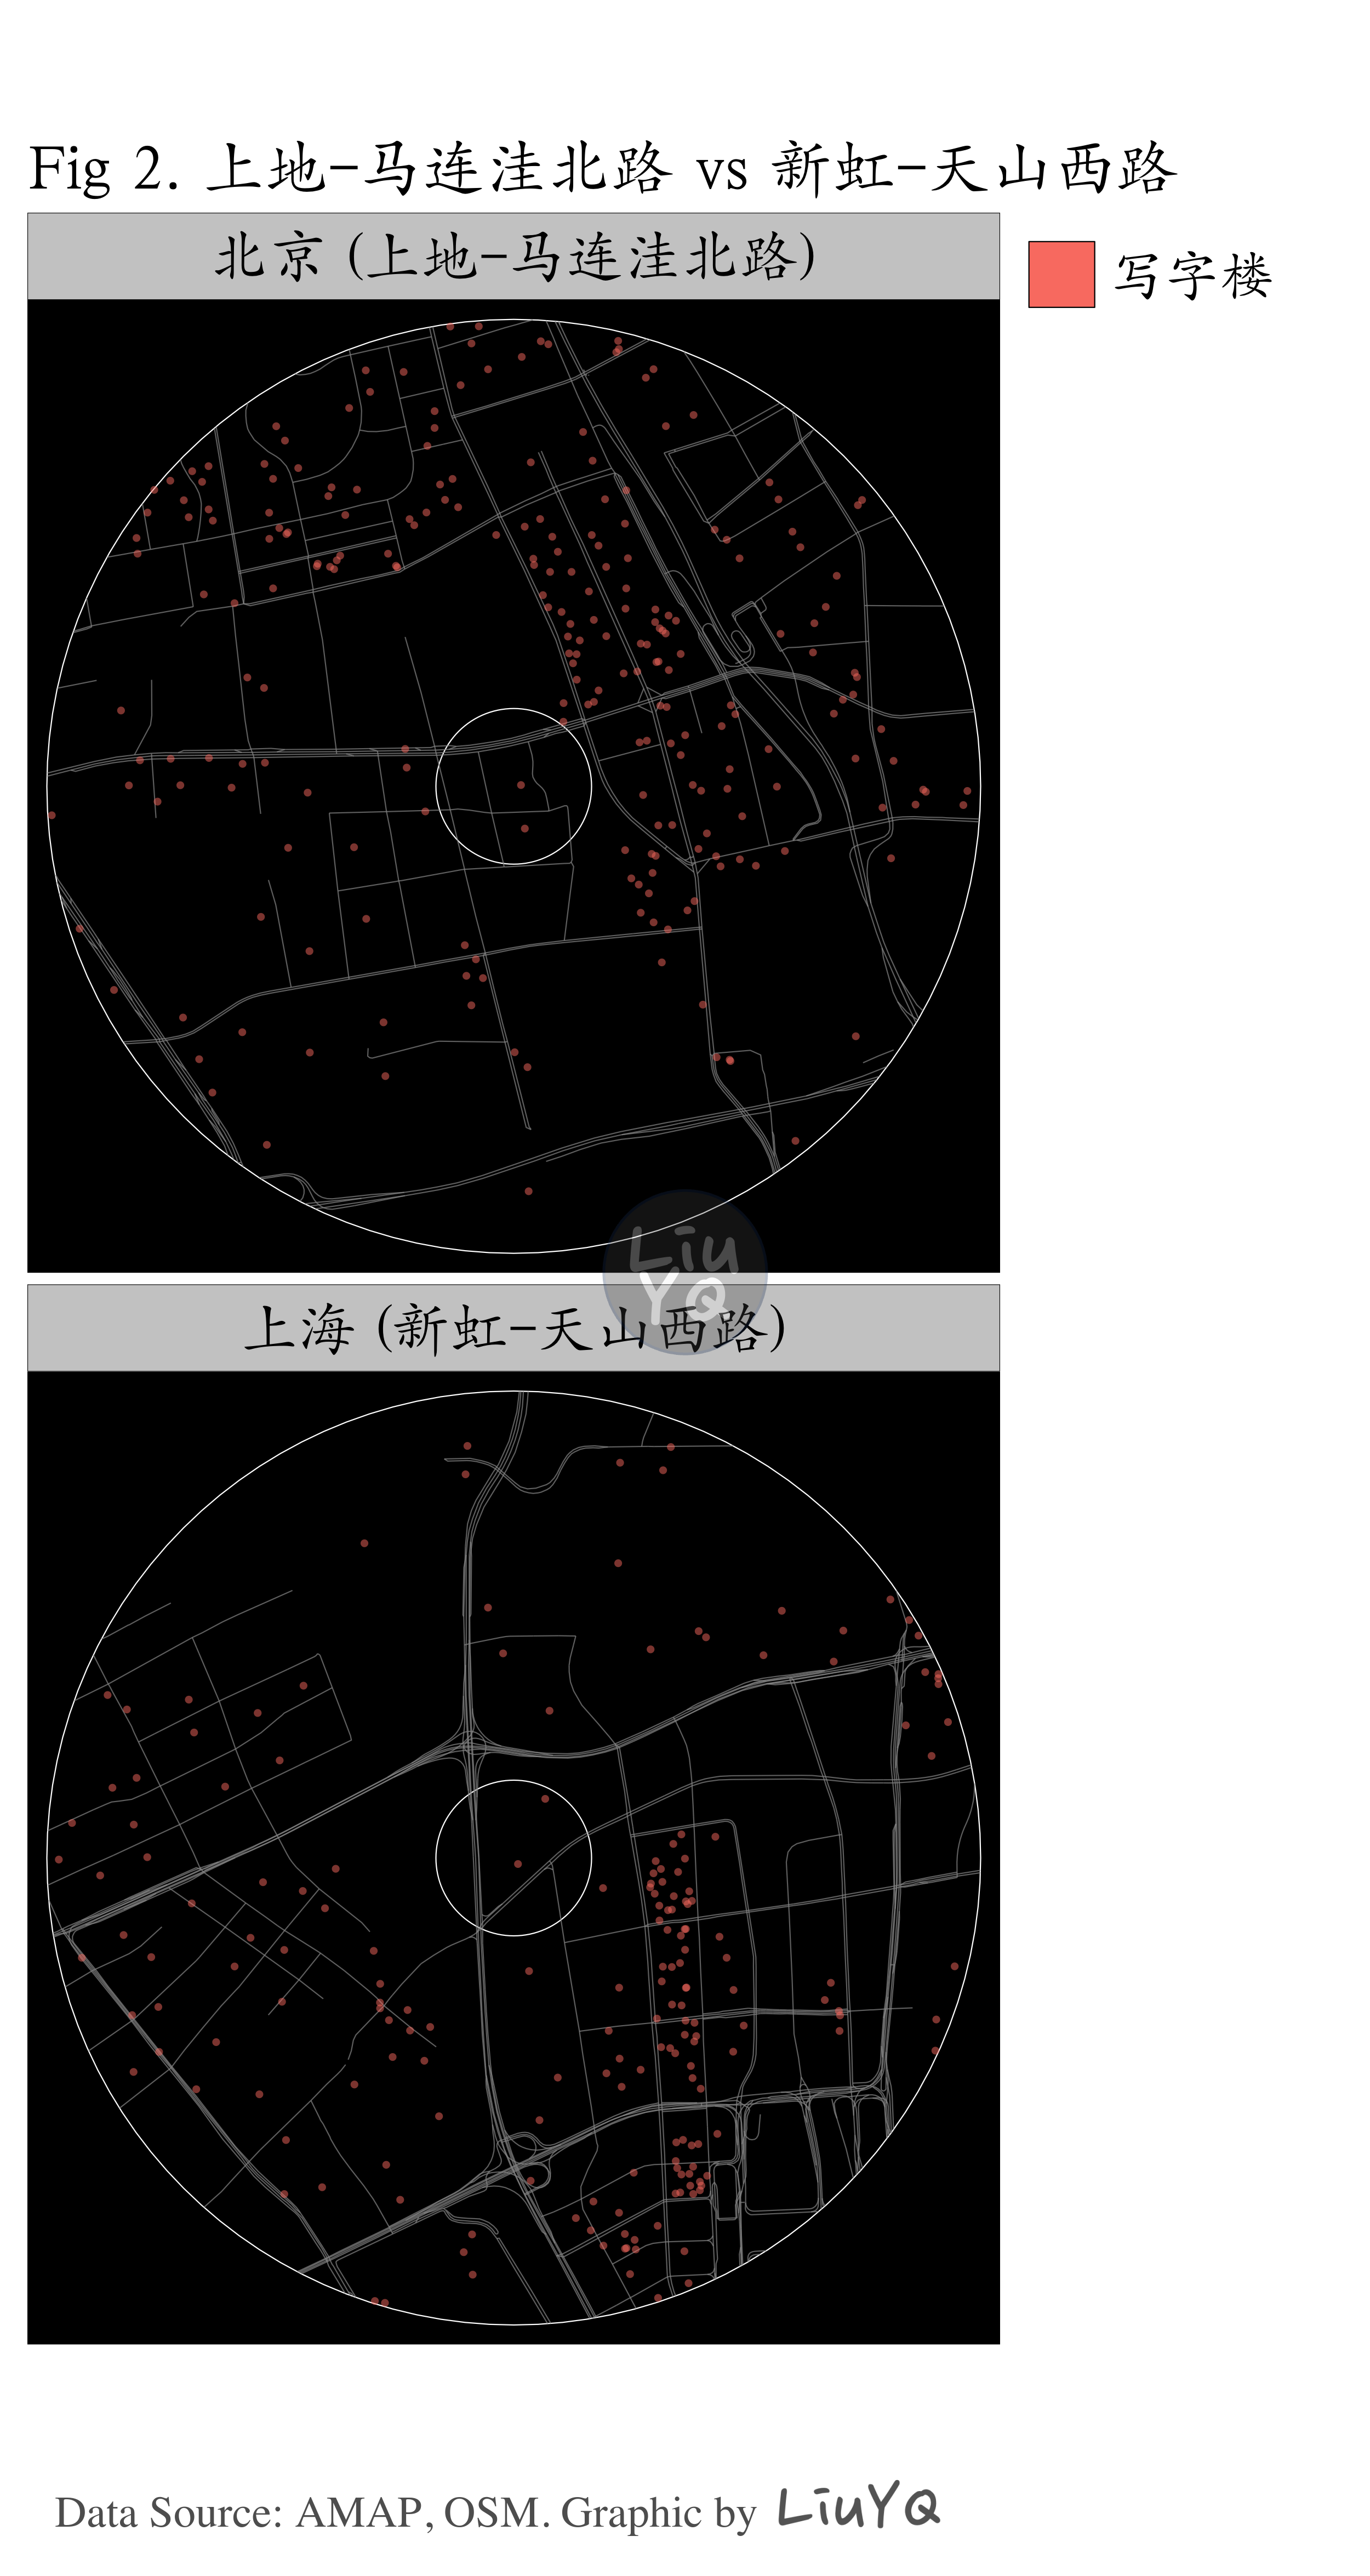 Fig 2. 上地-马连洼北路 vs 新虹-天山西路
北京 (上地-马连洼北路)
写字楼
LiuYQ
上海 (新虹-天山西路)
Data Source: AMAP, OSM. Graphic by LiuYQ